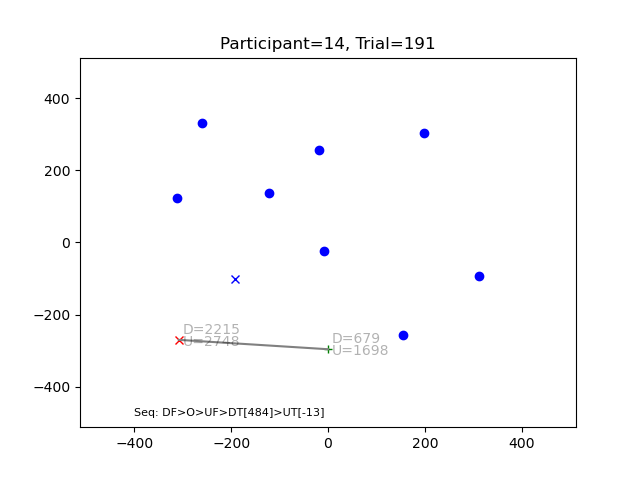 Participant=14, Trial=191
400
200
0
−200
−400
D=2215
U=2748
D=679
U=1698
Seq: DF>O>UF>DT[484]>UT[-13]
−400
−200
0
200
400